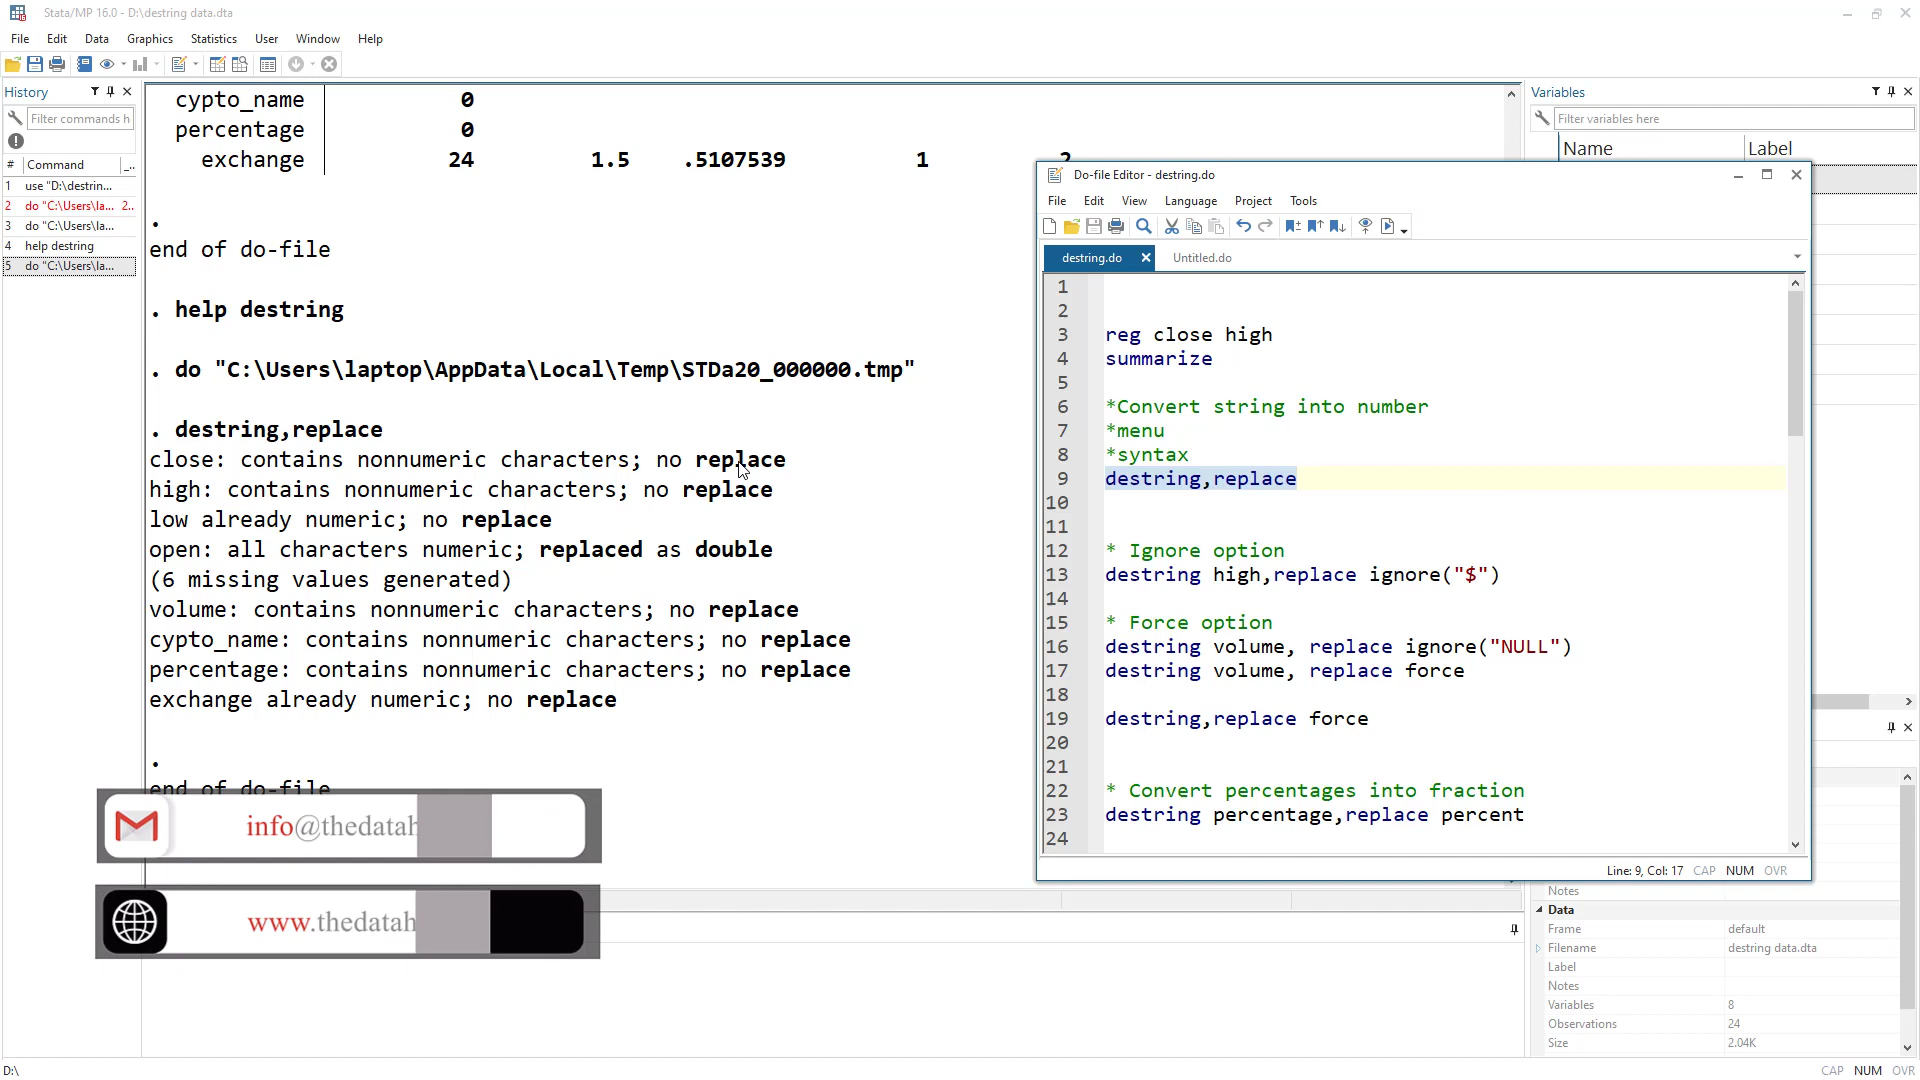 Stata/MP 16.0 - D:\destring data.dta
File Edit Data Graphics Statistics User Window Help
History
Filter commands h
# Command
1 use "D:\destrin...
2 do "C:\Users\la... 2..
3 do "C:\Users\la...
4 help destring
5 do "C:\Users\la...
cypto_name 0
percentage 0
exchange 24 1.5 .5107539 1 2
.
end of do-file
. help destring
. do "C:\Users\laptop\AppData\Local\Temp\STDa20_000000.tmp"
. destring,replace
close: contains nonnumeric characters; no replace
high: contains nonnumeric characters; no replace
low already numeric; no replace
open: all characters numeric; replaced as double
(6 missing values generated)
volume: contains nonnumeric characters; no replace
cypto_name: contains nonnumeric characters; no replace
percentage: contains nonnumeric characters; no replace
exchange already numeric; no replace
.
end of do-file
info@thedatah
www.thedatah
Variables
Filter variables here
Name Label
Do-file Editor - destring.do
File Edit View Language Project Tools
destring.do Untitled.do
1
2
3 reg close high
4 summarize
5
6 *Convert string into number
7 *menu
8 *syntax
9 destring,replace
10
11
12 * Ignore option
13 destring high,replace ignore("$")
14
15 * Force option
16 destring volume, replace ignore("NULL")
17 destring volume, replace force
18
19 destring,replace force
20
21
22 * Convert percentages into fraction
23 destring percentage,replace percent
24
Line: 9, Col: 17 CAP NUM OVR
Notes
Data
Frame default
Filename destring data.dta
Label
Notes
Variables 8
Observations 24
Size 2.04K
D:\
CAP NUM OVR